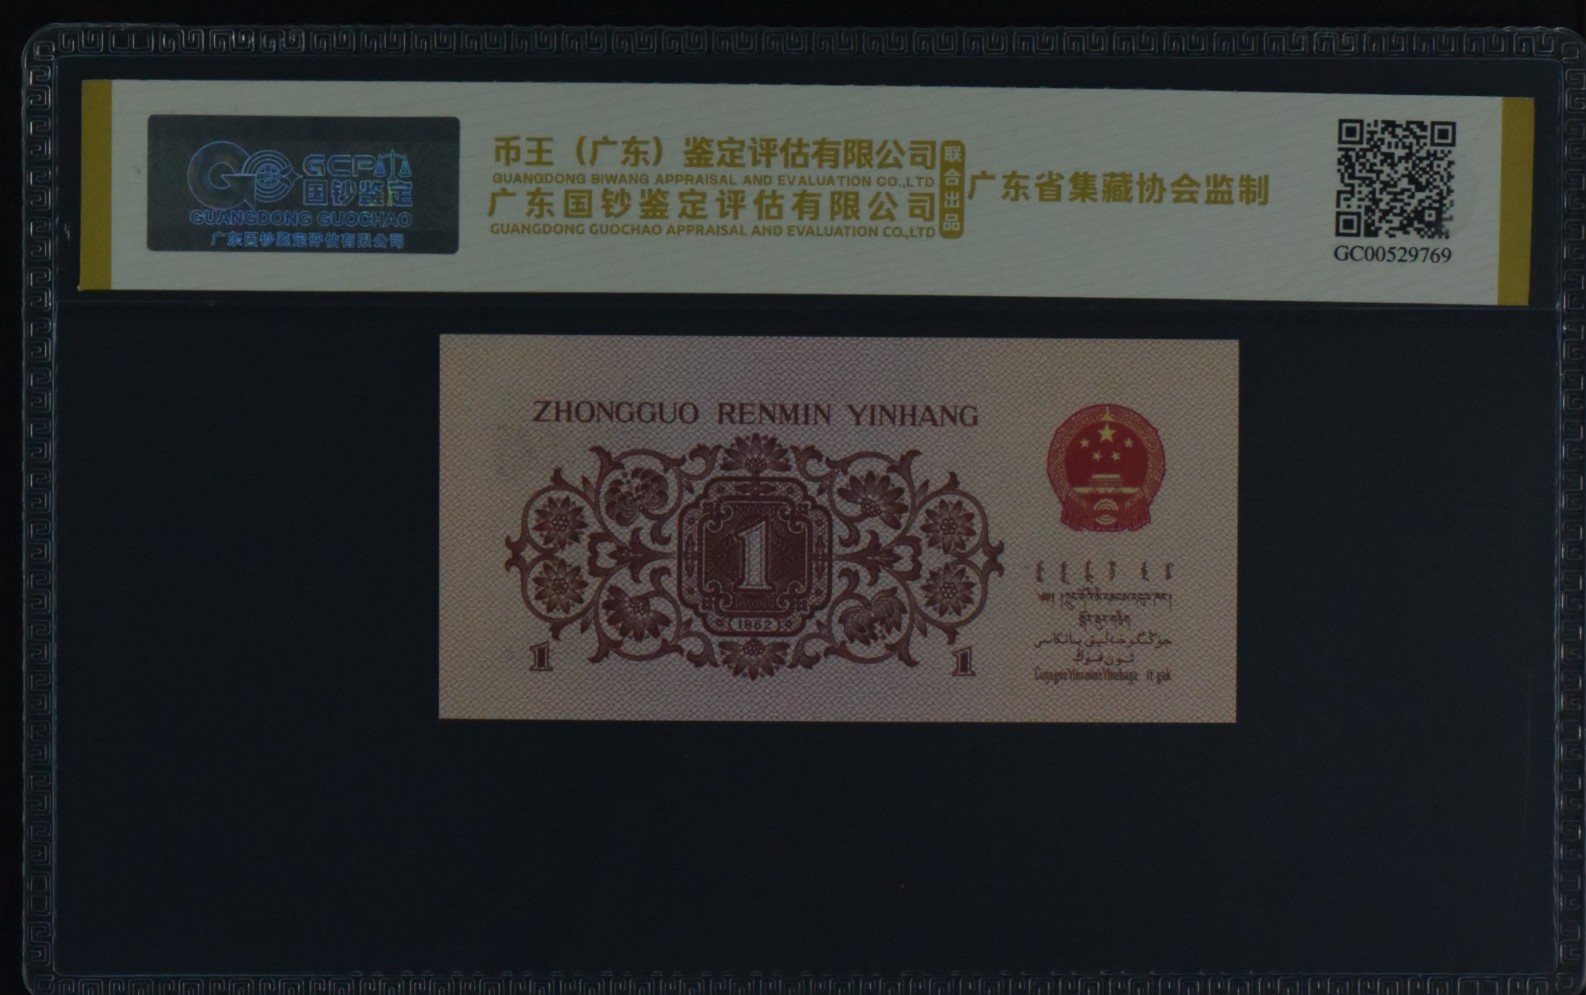 GCP
国钞鉴定
GUANGDONG GUOCHAO
广东国钞鉴定评估有限公司
币王（广东）鉴定评估有限公司
GUANGDONG BIWANG APPRAISAL AND EVALUATION CO.,LTD
广东国钞鉴定评估有限公司
GUANGDONG GUOCHAO APPRAISAL AND EVALUATION CO.,LTD
联合出品
广东省集藏协会监制
GC00529769
ZHONGGUO RENMIN YINHANG
1
(1962)
1
1